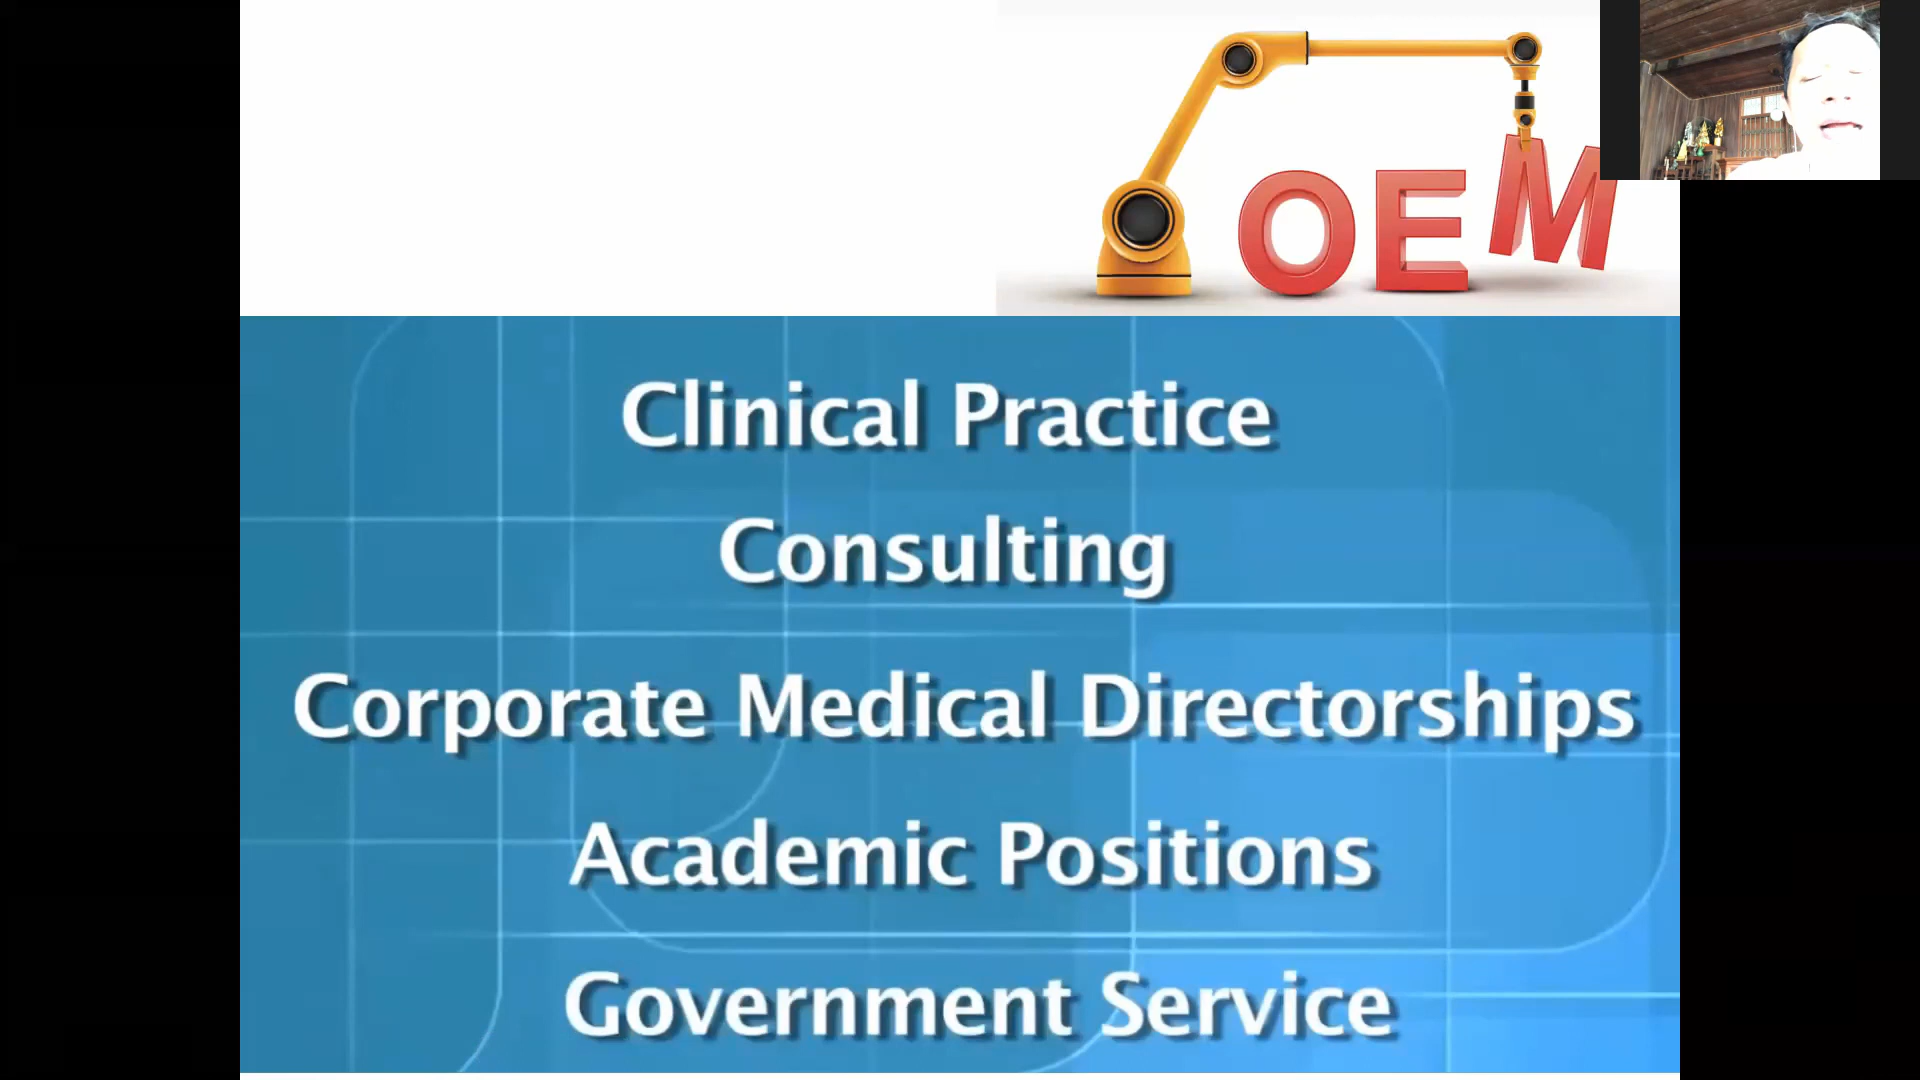 OEM
Clinical Practice
Consulting
Corporate Medical Directorships
Academic Positions
Government Service